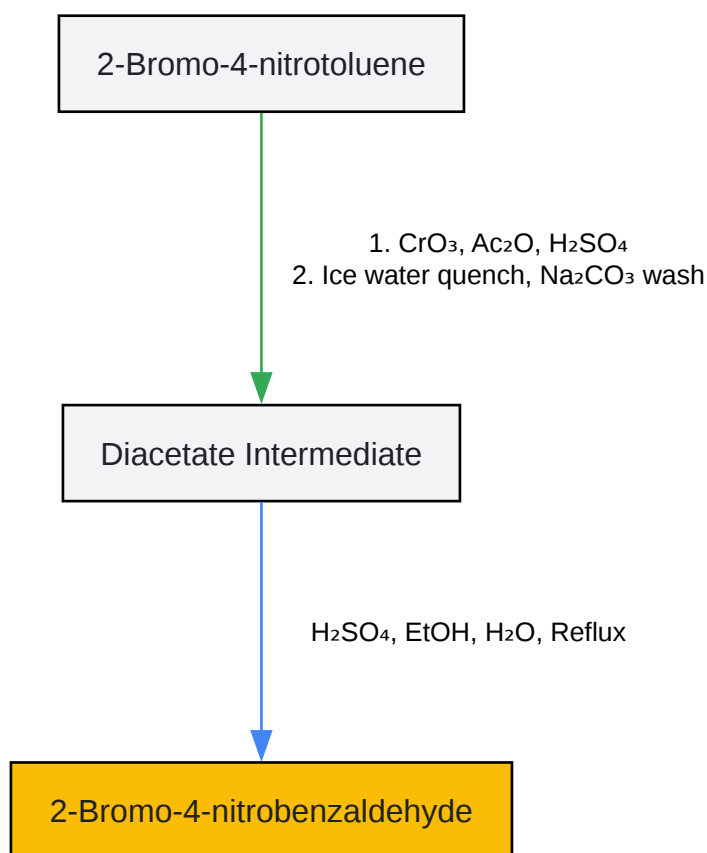 2-Bromo-4-nitrotoluene
1. CrO₃, Ac₂O, H₂SO₄
2. Ice water quench, Na₂CO₃ wash
Diacetate Intermediate
H₂SO₄, EtOH, H₂O, Reflux
2-Bromo-4-nitrobenzaldehyde